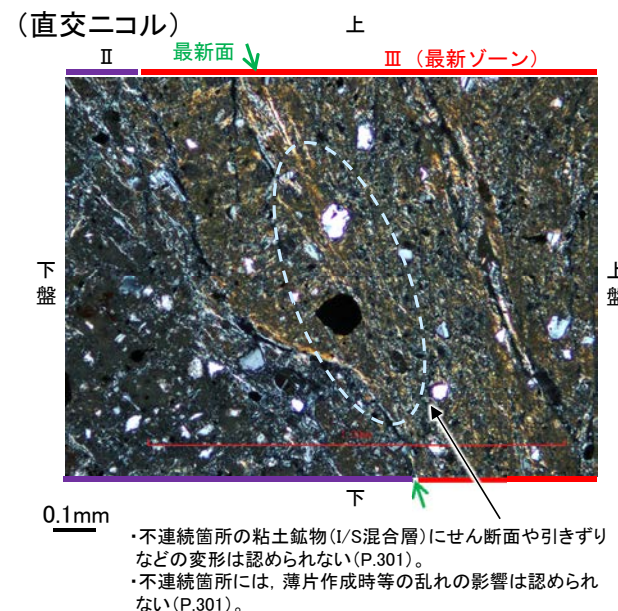 (直交ニコル)
上
Ⅱ 最新面 Ⅲ(最新ゾーン)
下盤
上盤
下
0.1mm
・不連続箇所の粘土鉱物(I/S混合層)にせん断面や引きずり
などの変形は認められない(P.301)。
・不連続箇所には,薄片作成時等の乱れの影響は認められ
ない(P.301)。